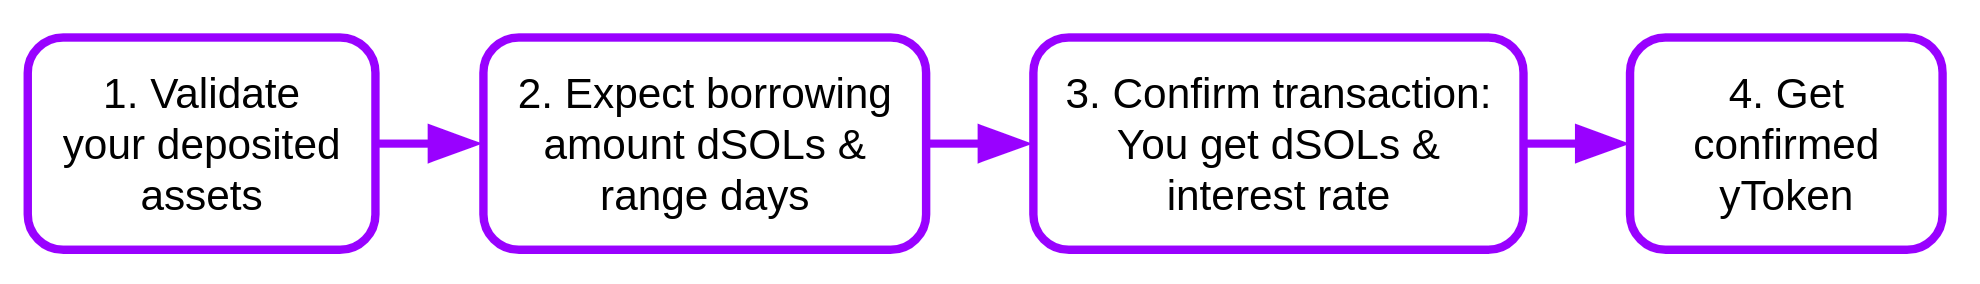 1. Validate
your deposited
assets
2. Expect borrowing
amount dSOLs &
range days
3. Confirm transaction:
You get dSOLs &
interest rate
4. Get
confirmed
yToken